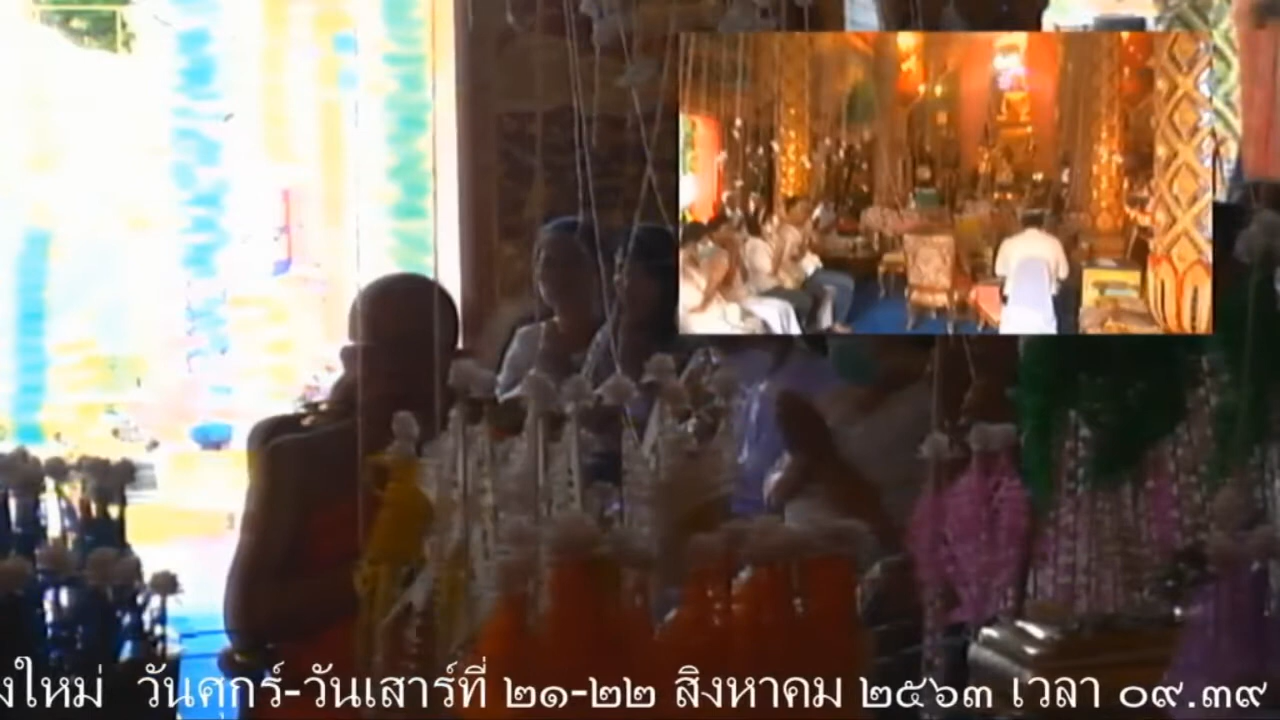 งใหม่ วันศุกร์-วันเสาร์ที่ ๒๑-๒๒ สิงหาคม ๒๕๖๓ เวลา ๐๙.๓๙